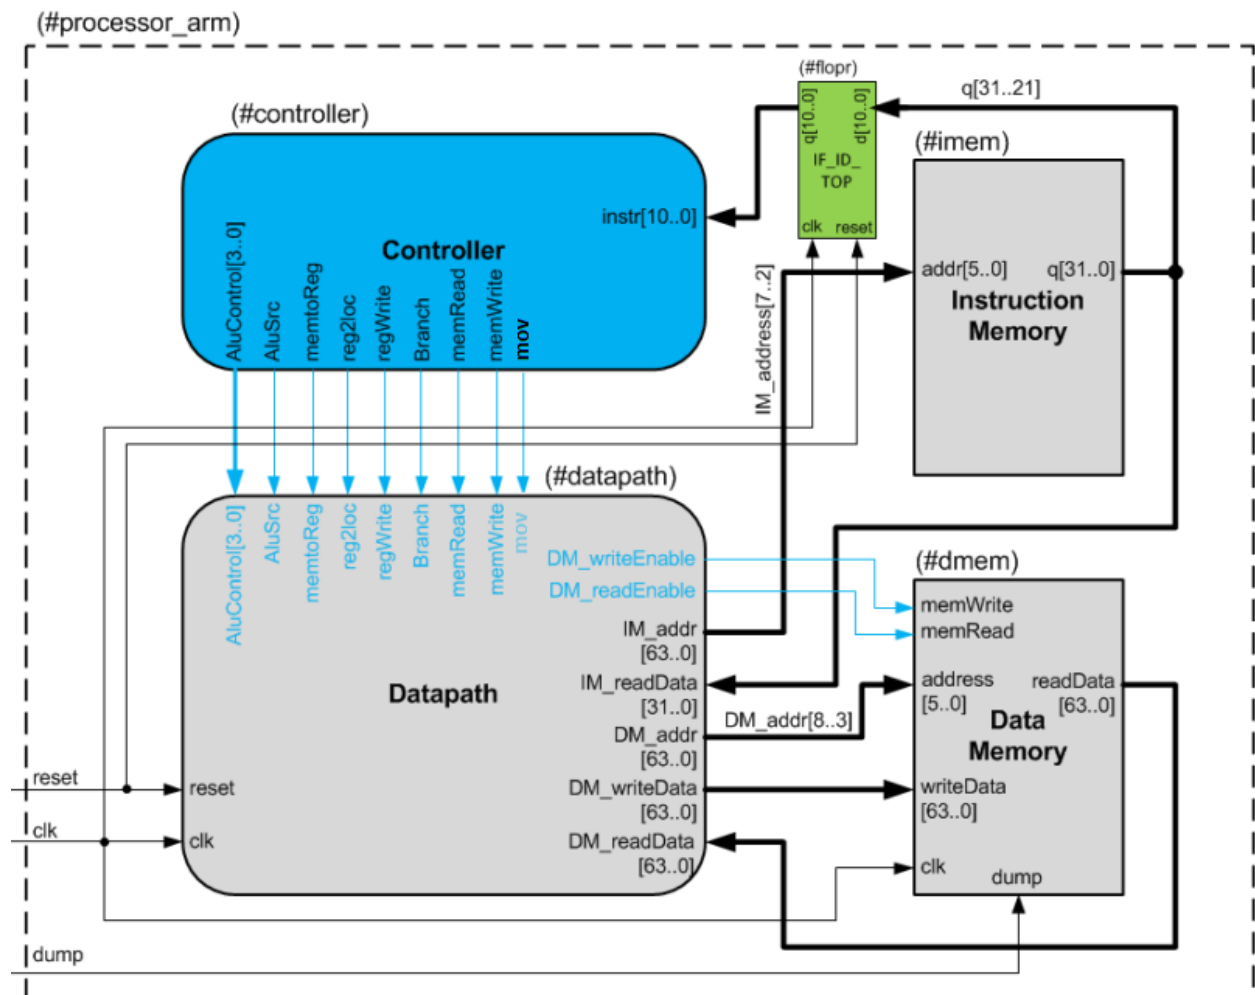 (#processor_arm)
(#flopr)
q[31..21]
(#controller)
q[10..0]
d[10..0]
IF_ID_
TOP
clk
reset
(#imem)
instr[10..0]
Controller
AluControl[3..0]
AluSrc
memtoReg
reg2loc
regWrite
Branch
memRead
memWrite
mov
IM_address[7..2]
addr[5..0]
q[31..0]
Instruction
Memory
(#datapath)
AluControl[3..0]
AluSrc
memtoReg
reg2loc
regWrite
Branch
memRead
memWrite
mov
DM_writeEnable
DM_readEnable
IM_addr
[63..0]
IM_readData
[31..0]
DM_addr
[63..0]
DM_writeData
[63..0]
DM_readData
[63..0]
Datapath
reset
clk
DM_addr[8..3]
(#dmem)
memWrite
memRead
address
[5..0]
readData
[63..0]
Data
Memory
writeData
[63..0]
clk
dump
reset
clk
dump